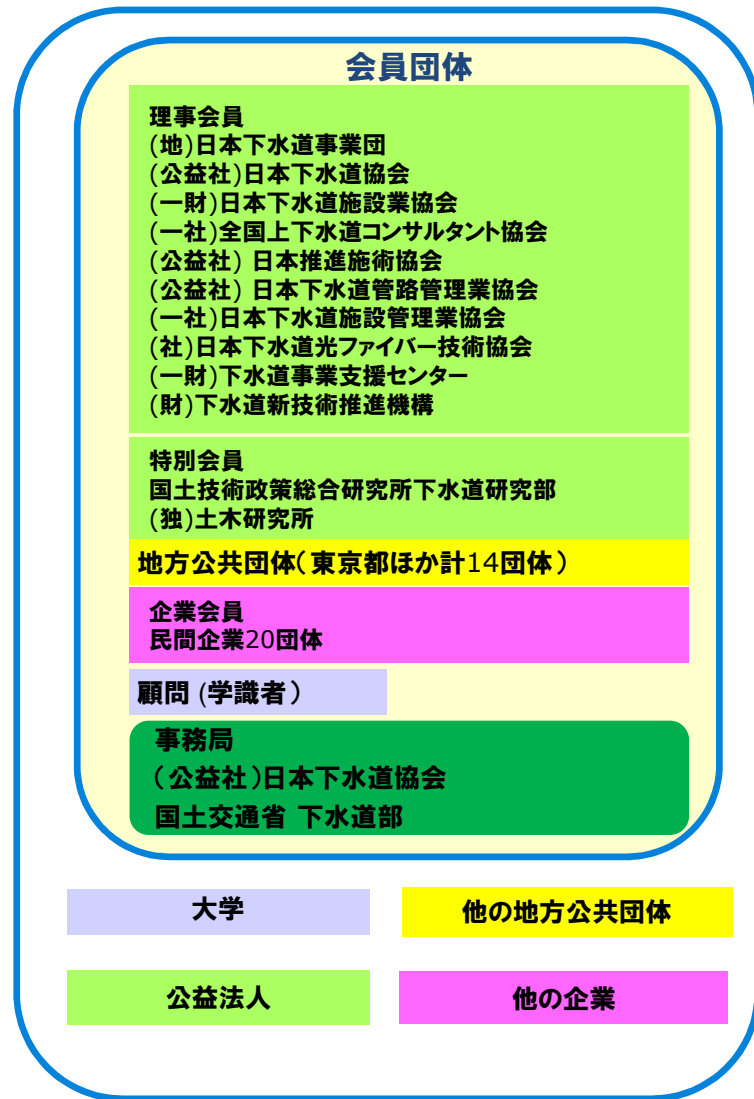 会員団体
理事会員
(地)日本下水道事業団
(公益社)日本下水道協会
(一財)日本下水道施設業協会
(一社)全国上下水道コンサルタント協会
(公益社) 日本推進施術協会
(公益社) 日本下水道管路管理業協会
(一社)日本下水道施設管理業協会
(社)日本下水道光ファイバー技術協会
(一財)下水道事業支援センター
(財)下水道新技術推進機構
特別会員
国土技術政策総合研究所下水道研究部
(独)土木研究所
地方公共団体(東京都ほか計14団体)
企業会員
民間企業20団体
顧問 (学識者)
事務局
(公益社)日本下水道協会
国土交通省 下水道部
大学
他の地方公共団体
公益法人
他の企業